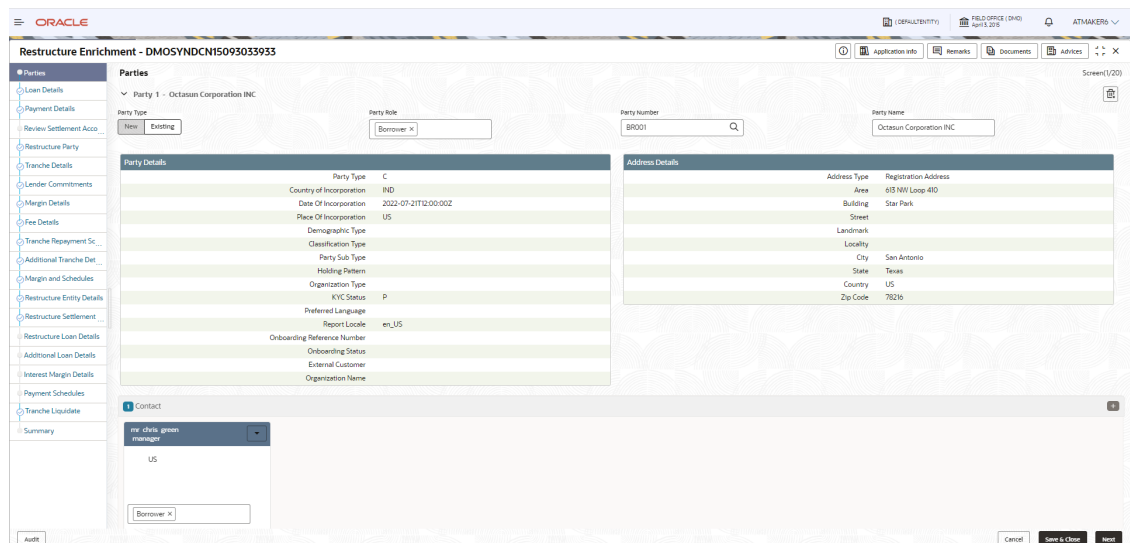 ORACLE
(DEFAULTENTITY)
FIELD OFFICE ( DMO)
April 3, 2015
ATMAKER6
Restructure Enrichment - DMOSYNDCN15093033933
Application Info
Remarks
Documents
Advices
Parties
Loan Details
Payment Details
Review Settlement Acco ...
Restructure Party
Tranche Details
Lender Commitments
Margin Details
Fee Details
Tranche Repayment Sc ...
Additional Tranche Det ...
Margin and Schedules
Restructure Entity Details
Restructure Settlement ...
Restructure Loan Details
Additional Loan Details
Interest Margin Details
Payment Schedules
Tranche Liquidate
Summary
Parties
Screen(1/20)
Party 1 - Octasun Corporation INC
Party Type
Party Role
Party Number
Party Name
New Existing
Borrower ×
BR001
Octasun Corporation INC
Party Details
Party Type C
Country of Incorporation IND
Date Of Incorporation 2022-07-21T12:00:00Z
Place Of Incorporation US
Demographic Type
Classification Type
Party Sub Type
Holding Pattern
Organization Type
KYC Status P
Preferred Language
Report Locale en_US
Onboarding Reference Number
Onboarding Status
External Customer
Organization Name
Address Details
Address Type Registration Address
Area 613 NW Loop 410
Building Star Park
Street
Landmark
Locality
City San Antonio
State Texas
Country US
Zip Code 78216
1 Contact
mr chris green
manager
US
Borrower ×
Audit
Cancel
Save & Close
Next